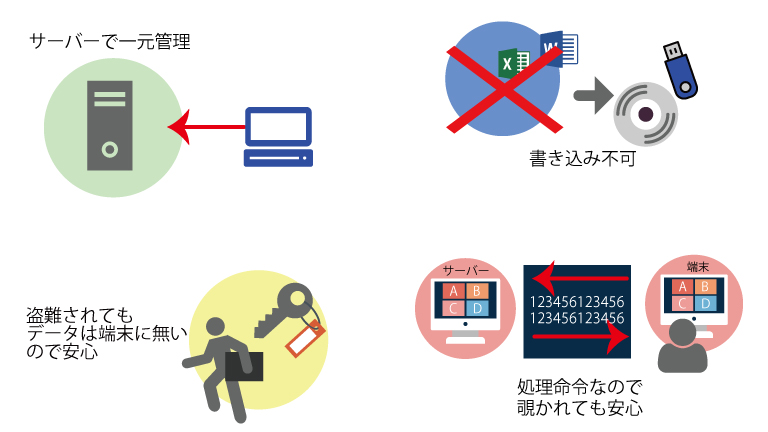 サーバーで一元管理
X
W
書き込み不可
盗難されても
データは端末に無い
ので安心
サーバー
A B
C D
123456123456
123456123456
端末
A B
C D
処理命令なので
覗かれても安心